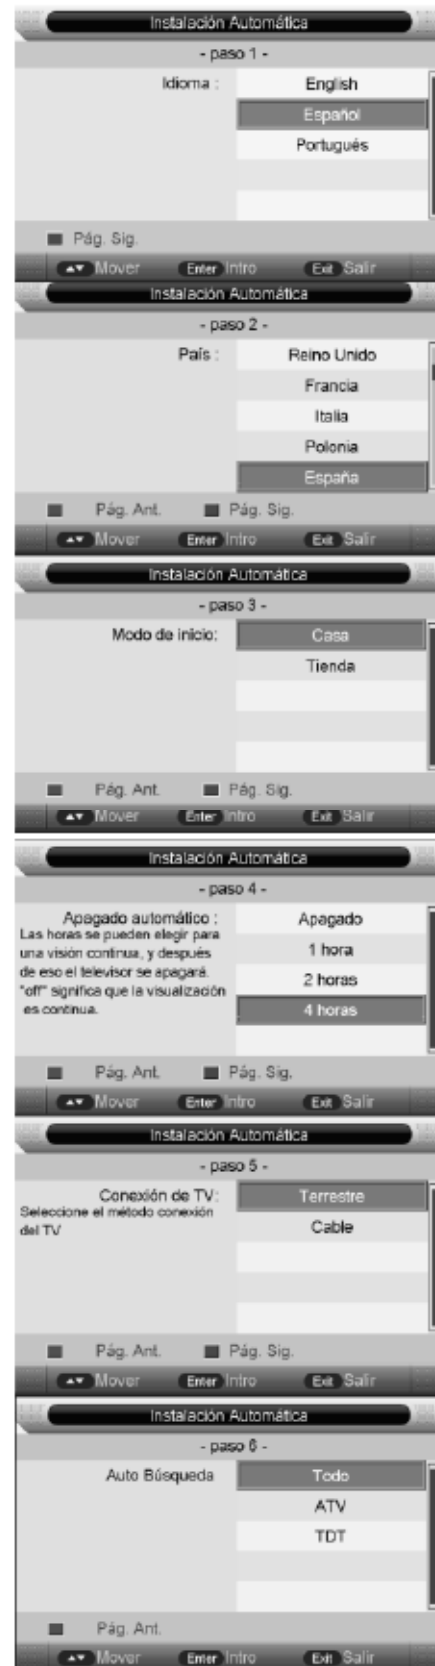 Instalación Automática
- paso 1 -
Idioma : English
Español
Portugués
Pág. Sig.
Mover Enter Intro Exit Salir
Instalación Automática
- paso 2 -
País : Reino Unido
Francia
Italia
Polonia
España
Pág. Ant. Pág. Sig.
Mover Enter Intro Exit Salir
Instalación Automática
- paso 3 -
Modo de inicio: Casa
Tienda
Pág. Ant. Pág. Sig.
Mover Enter Intro Exit Salir
Instalación Automática
- paso 4 -
Apagado automático : Apagado
Las horas se pueden elegir para
una visión continua, y después 1 hora
de eso el televisor se apagará. 2 horas
"off" significa que la visualización
es continua. 4 horas
Pág. Ant. Pág. Sig.
Mover Enter Intro Exit Salir
Instalación Automática
- paso 5 -
Conexión de TV: Terrestre
Seleccione el método conexión
del TV Cable
Pág. Ant. Pág. Sig.
Mover Enter Intro Exit Salir
Instalación Automática
- paso 6 -
Auto Búsqueda Todo
ATV
TDT
Pág. Ant.
Mover Enter Intro Exit Salir